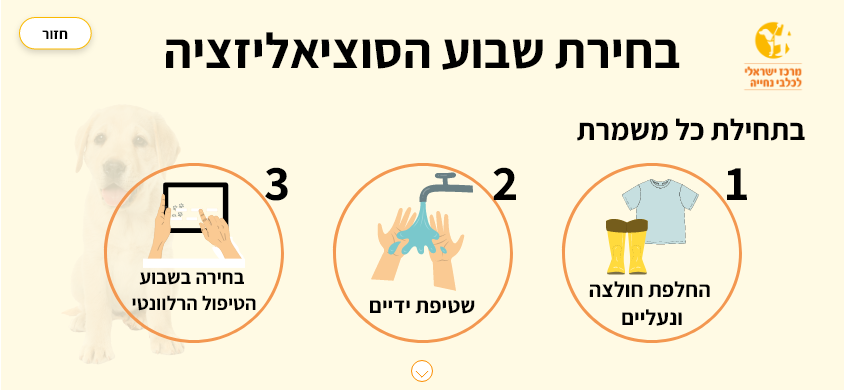 חזור
בחירת שבוע הסוציאליזציה
מרכז ישראלי
לכלבי נחייה
בתחילת כל משמרת
1
החלפת חולצה
ונעליים
2
שטיפת ידיים
3
בחירה בשבוע
הטיפול הרלוונטי